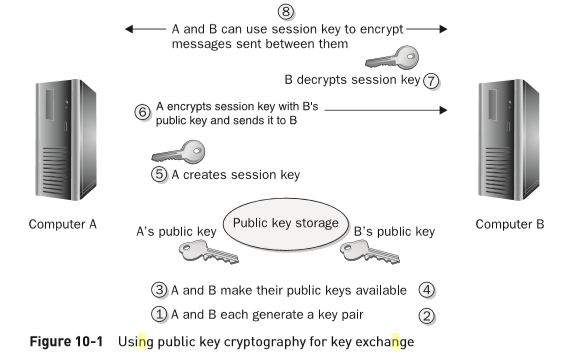 ⑧
A and B can use session key to encrypt
messages sent between them
B decrypts session key ⑦
⑥ A encrypts session key with B's
public key and sends it to B
⑤ A creates session key
Computer A
Computer B
Public key storage
A's public key
B's public key
③ A and B make their public keys available ④
① A and B each generate a key pair ②
Figure 10-1 Using public key cryptography for key exchange